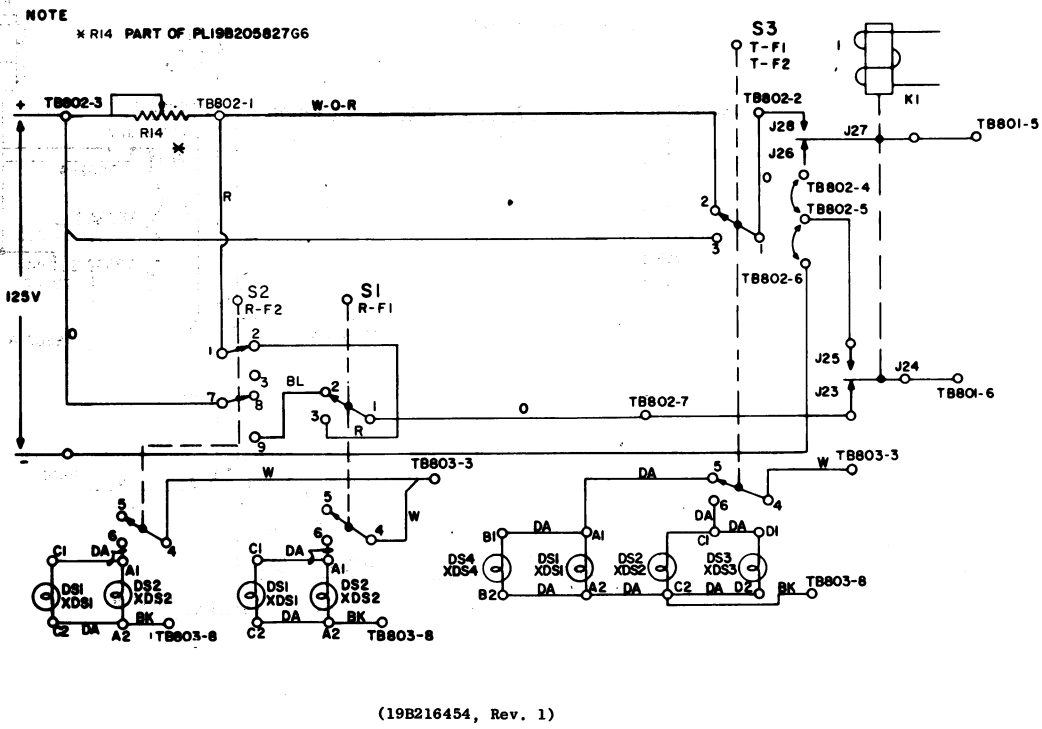 NOTE
* R14 PART OF PL19B205827G6
S3
T-F1
T-F2
1
K1
+
TB802-3
TB802-1
W-O-R
TB802-2
J28
J27
TB801-5
R14
*
J26
R
O
TB802-4
2
TB802-5
3
1
TB802-6
125V
S2
R-F2
S1
R-F1
O
2
1
J25
3
BL
2
J24
7
8
3
1
O
TB802-7
J23
TB801-6
R
9
-
W
TB803-3
DA
5
W
TB803-3
5
5
W
4
6
4
6
4
6
DA
C1
DA
D1
B1
DA
A1
C1
DA
A1
C1
DA
A1
DS1
XDS1
DS2
XDS2
DS1
XDS1
DS2
XDS2
DS4
XDS4
DS1
XDS1
DS2
XDS2
DS3
XDS3
BK
TB803-8
B2
DA
A2
DA
C2
DA
D2
C2
DA
A2
BK
TB803-8
C2
DA
A2
BK
TB803-8
(19B216454, Rev. 1)